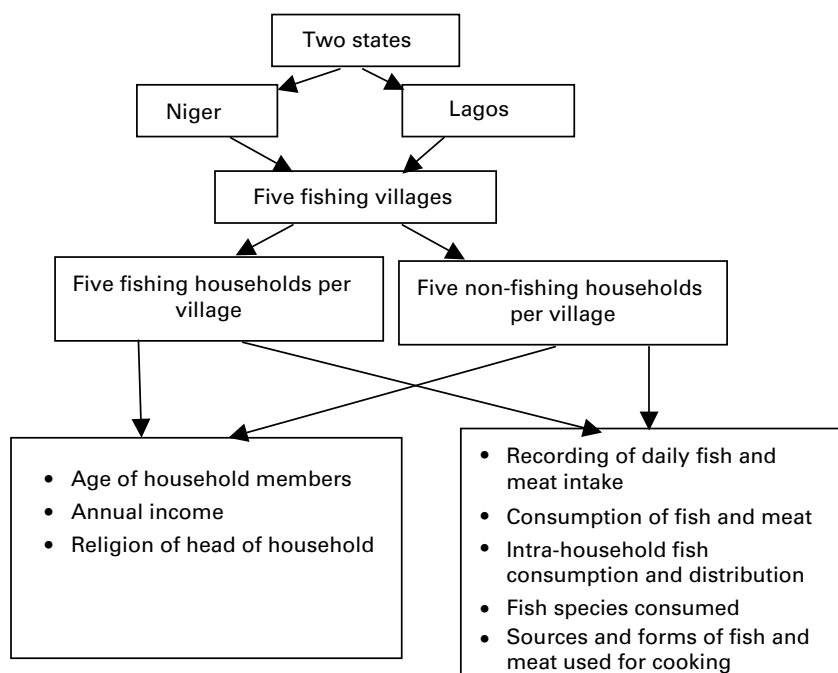 Two states
Niger
Lagos
Five fishing villages
Five fishing households per
village
Five non-fishing households
per village
• Age of household members
• Annual income
• Religion of head of household
• Recording of daily fish and
meat intake
• Consumption of fish and meat
• Intra-household fish
consumption and distribution
• Fish species consumed
• Sources and forms of fish and
meat used for cooking